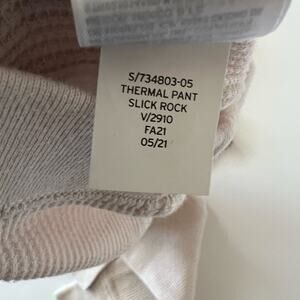 S/734803-05
THERMAL PANT
SLICK ROCK
V/2910
FA21
05/21